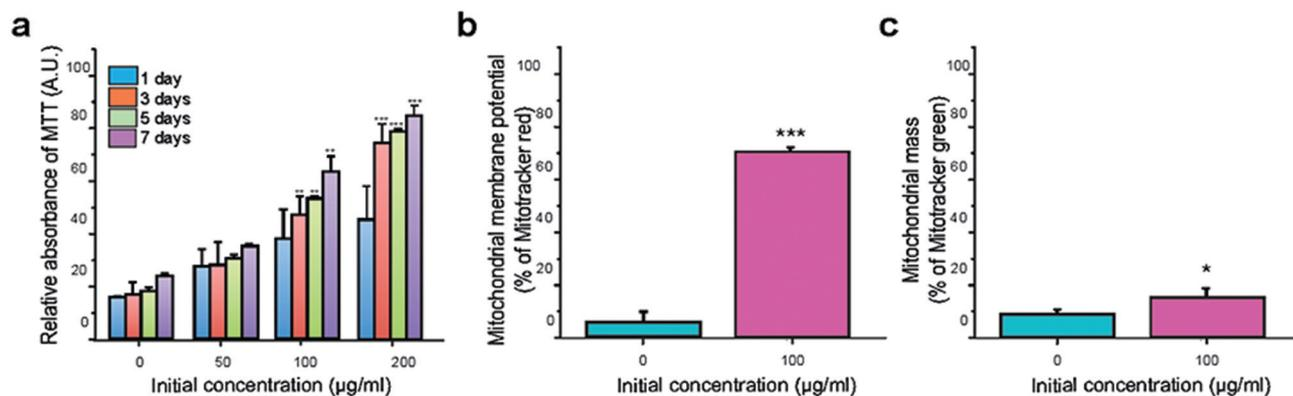 a
Relative absorbance of MTT (A.U.)
100
80
60
40
20
0
1 day
3 days
5 days
7 days
** ** **
*** *** ***
0 50 100 200
Initial concentration (µg/ml)
b
Mitochondrial membrane potential
(% of Mitotracker red)
100
80
60
40
20
0
***
0 100
Initial concentration (µg/ml)
c
Mitochondrial mass
(% of Mitotracker green)
100
80
60
40
20
0
*
0 100
Initial concentration (µg/ml)